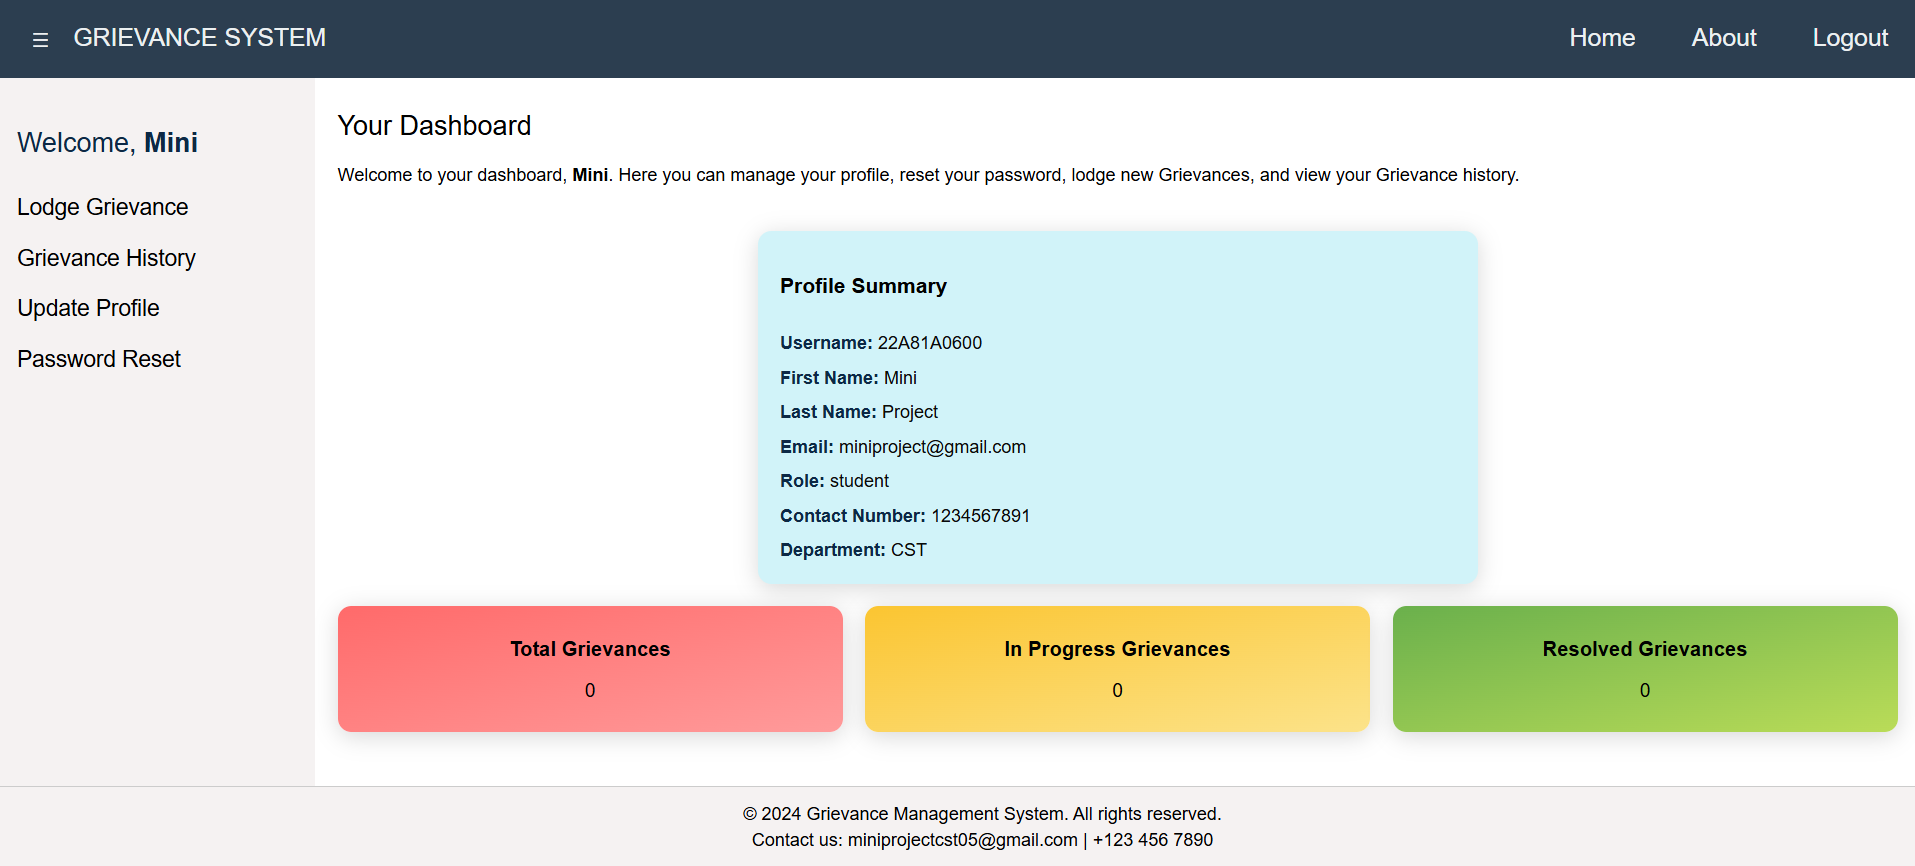 ☰ GRIEVANCE SYSTEM Home About Logout
Welcome, Mini
Lodge Grievance
Grievance History
Update Profile
Password Reset
Your Dashboard
Welcome to your dashboard, Mini. Here you can manage your profile, reset your password, lodge new Grievances, and view your Grievance history.
Profile Summary
Username: 22A81A0600
First Name: Mini
Last Name: Project
Email: miniproject@gmail.com
Role: student
Contact Number: 1234567891
Department: CST
Total Grievances
0
In Progress Grievances
0
Resolved Grievances
0
© 2024 Grievance Management System. All rights reserved.
Contact us: miniprojectcst05@gmail.com | +123 456 7890